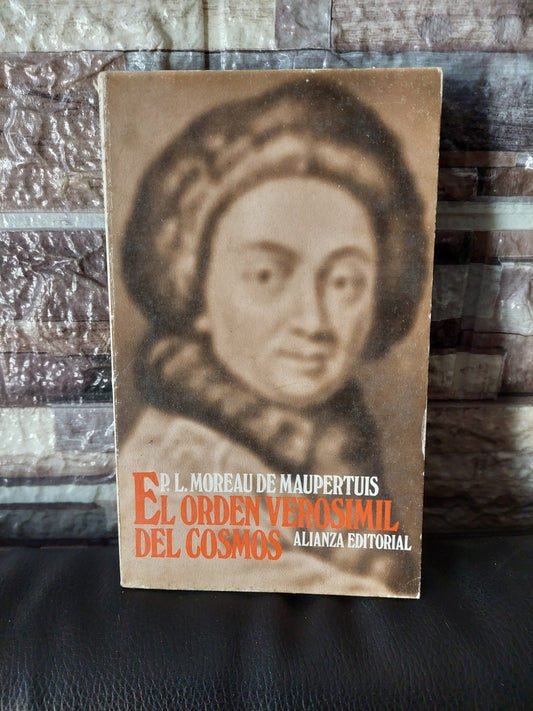 P. L. MOREAU DE MAUPERTUIS
EL ORDEN VEROSIMIL
DEL COSMOS
ALIANZA EDITORIAL